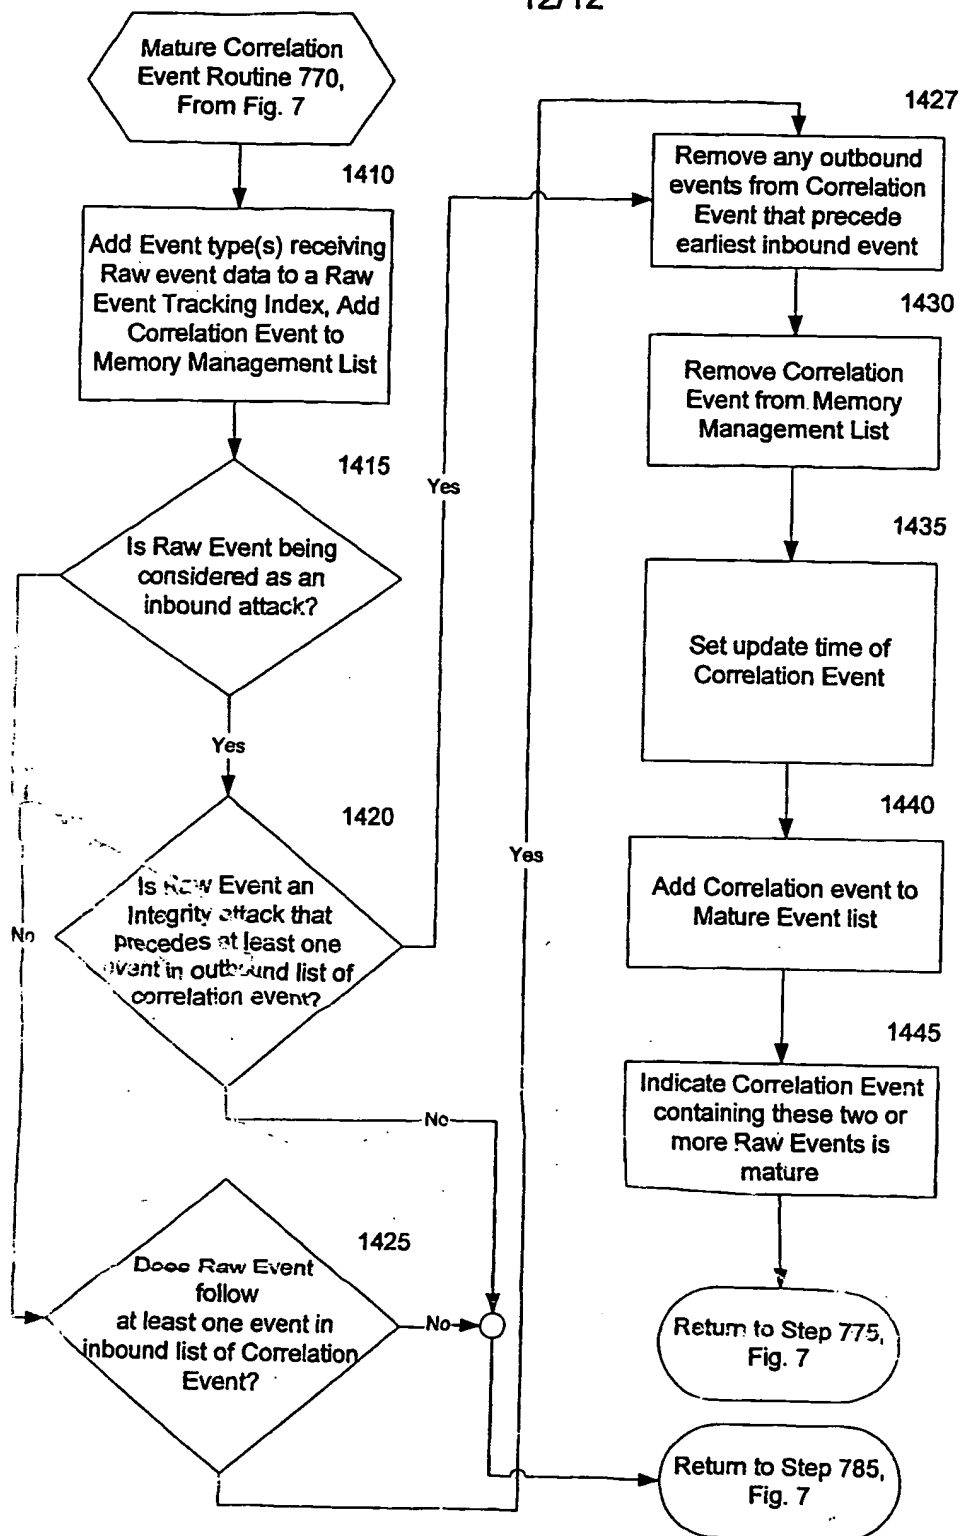 12/12
Mature Correlation
Event Routine 770,
From Fig. 7
1410
Add Event type(s) receiving
Raw event data to a Raw
Event Tracking Index, Add
Correlation Event to
Memory Management List
1415
Is Raw Event being
considered as an
inbound attack?
Yes
1420
Is Raw Event an
Integrity attack that
precedes at least one
event in outbound list of
correlation event?
No
No
1425
Does Raw Event
follow
at least one event in
inbound list of Correlation
Event?
No
Yes
Yes
1427
Remove any outbound
events from Correlation
Event that precede
earliest inbound event
1430
Remove Correlation
Event from Memory
Management List
1435
Set update time of
Correlation Event
1440
Add Correlation event to
Mature Event list
1445
Indicate Correlation Event
containing these two or
more Raw Events is
mature
Return to Step 775,
Fig. 7
Return to Step 785,
Fig. 7